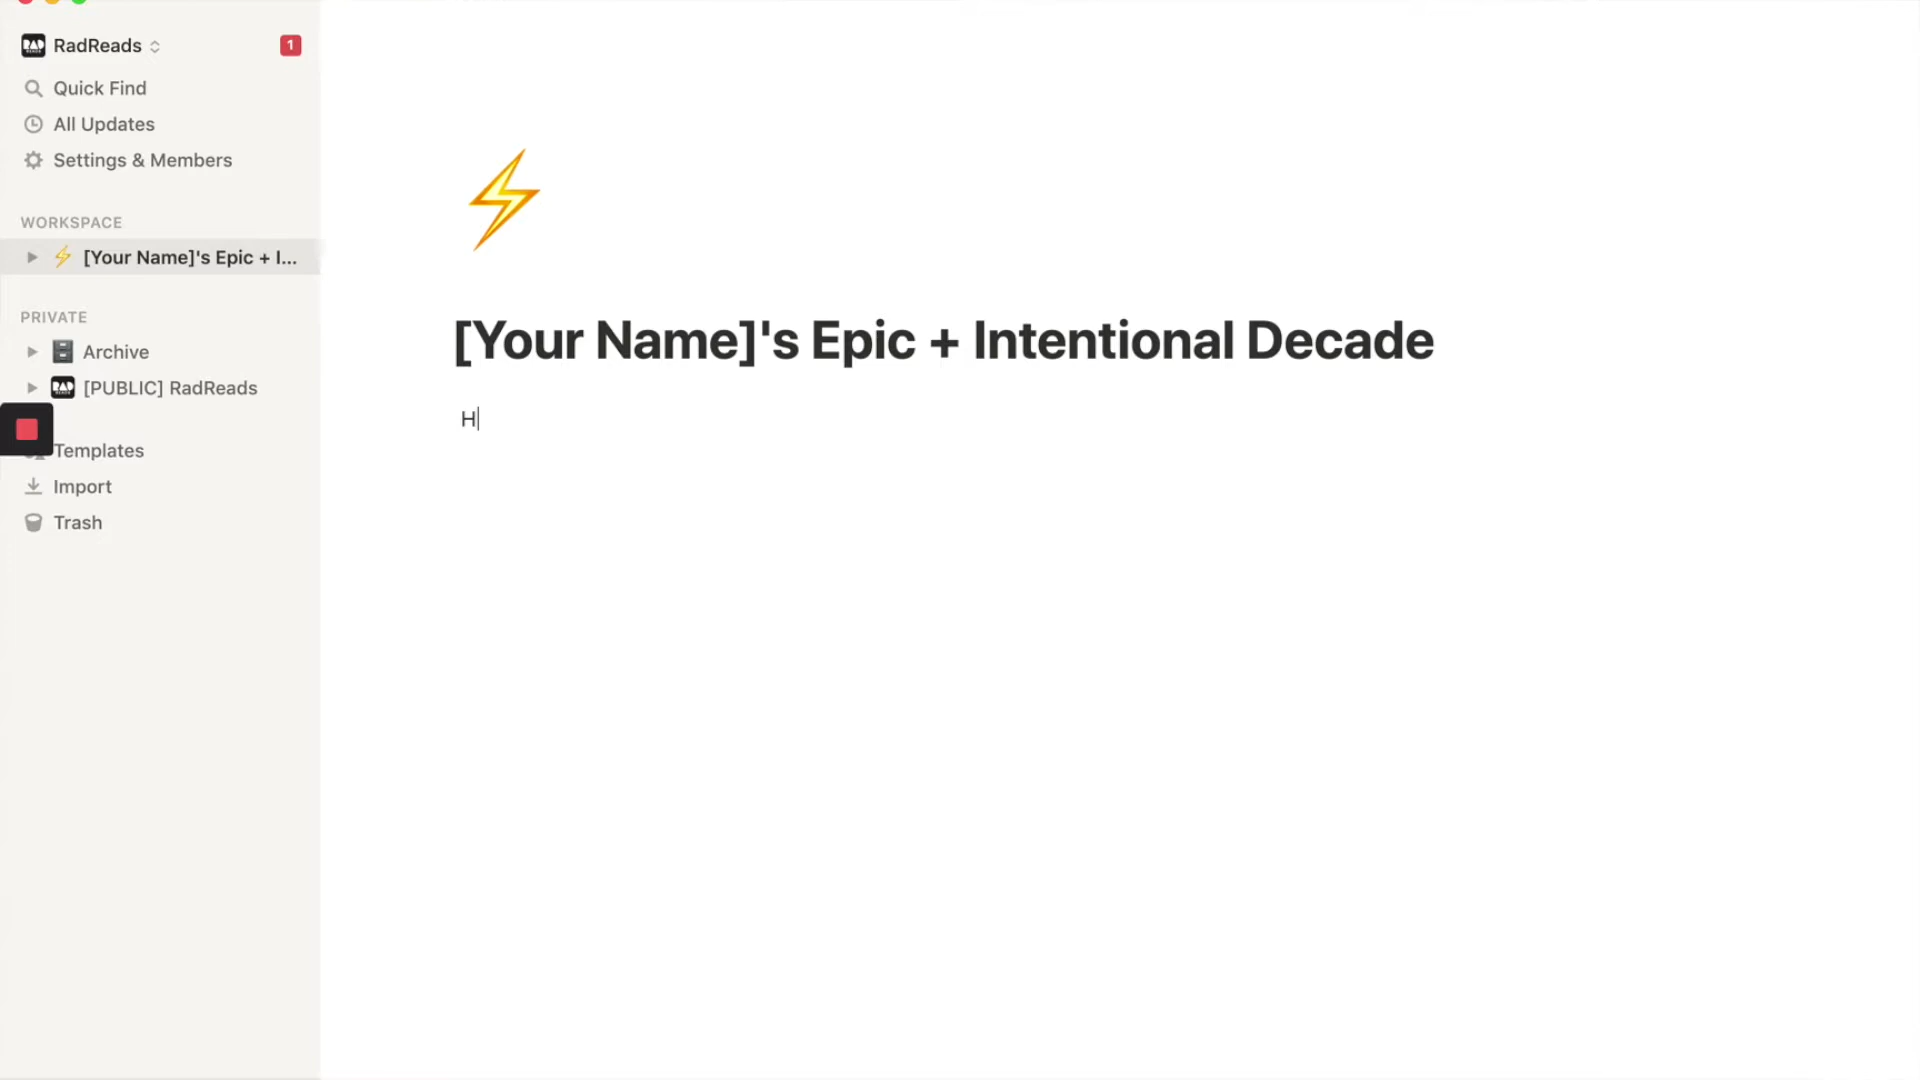 RadReads
1
Quick Find
All Updates
Settings & Members
WORKSPACE
[Your Name]'s Epic + I...
PRIVATE
Archive
RAD
[PUBLIC] RadReads
Templates
Import
Trash
[Your Name]'s Epic + Intentional Decade
H